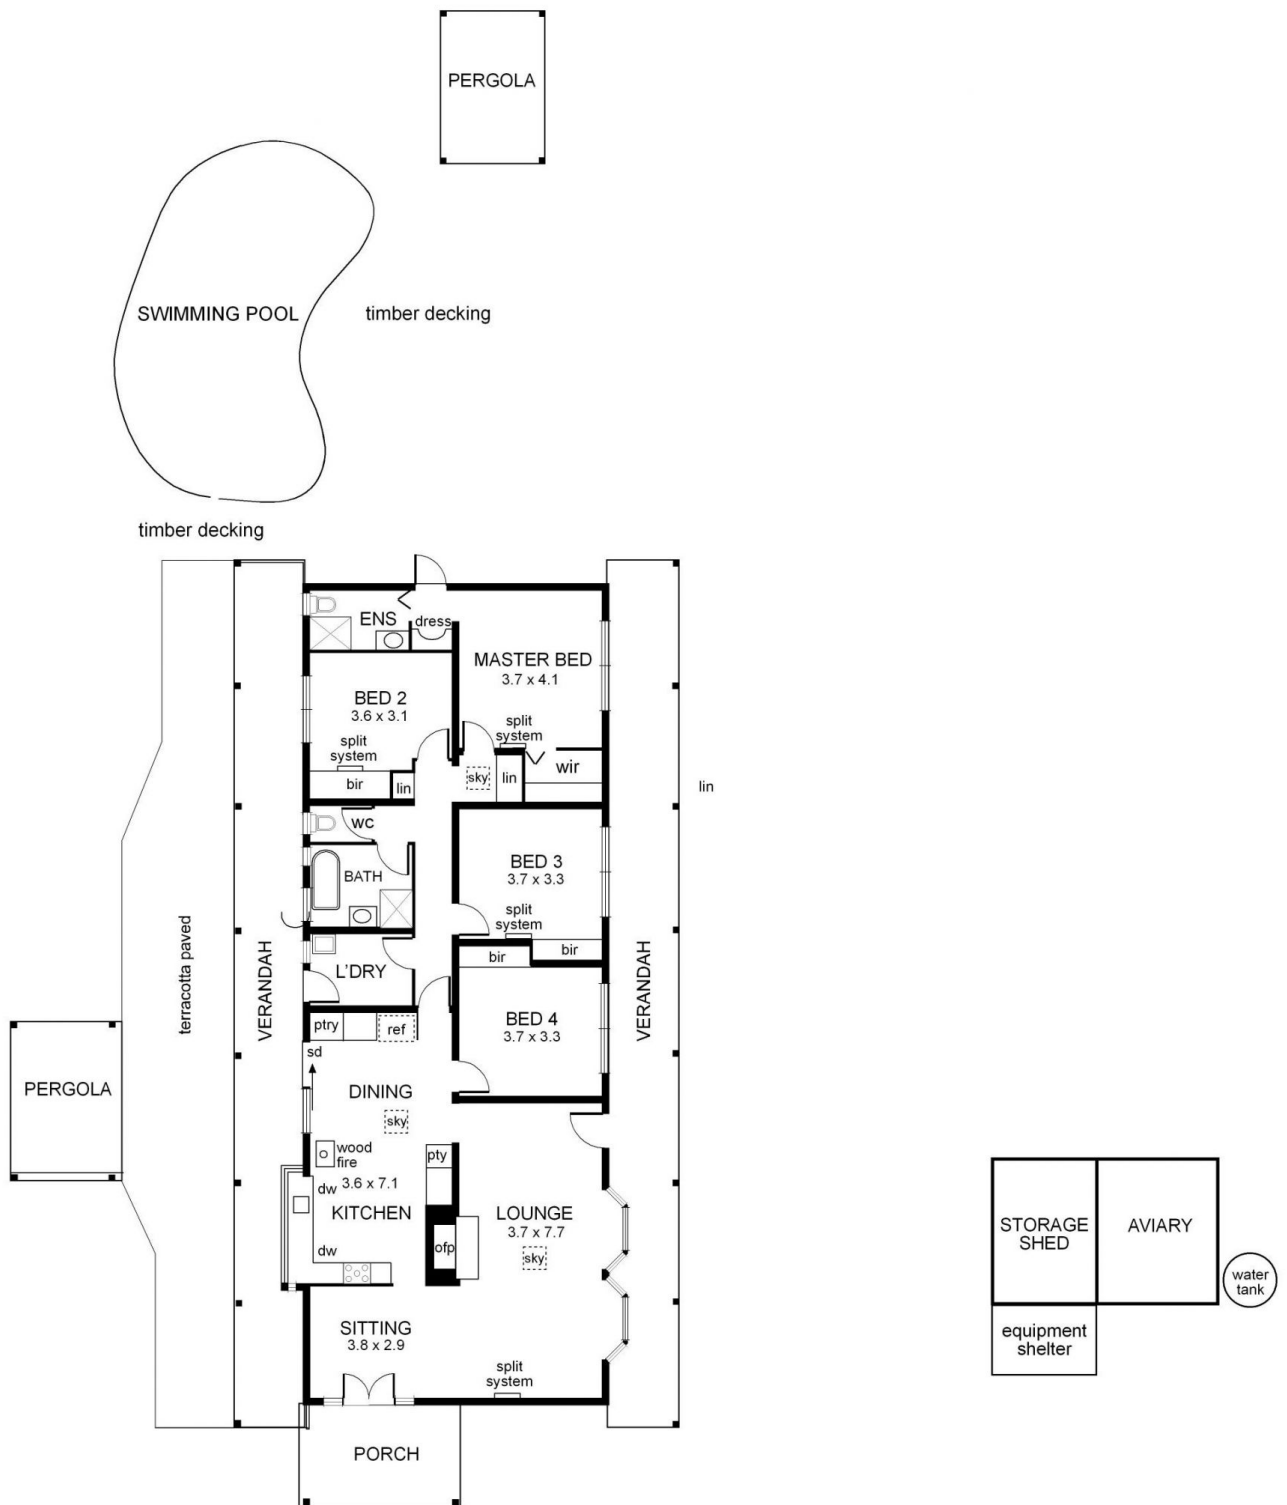 PERGOLA
SWIMMING POOL
timber decking
timber decking
ENS
dress
MASTER BED
3.7 x 4.1
BED 2
3.6 x 3.1
split
system
split
system
bir
lin
sky
lin
wir
lin
wc
BATH
BED 3
3.7 x 3.3
split
system
bir
bir
L'DRY
terracotta paved
VERANDAH
VERANDAH
BED 4
3.7 x 3.3
ptry
ref
sd
PERGOLA
DINING
sky
wood
fire
pty
3.6 x 7.1
dw
KITCHEN
dw
ofp
LOUNGE
3.7 x 7.7
sky
STORAGE
SHED
AVIARY
water
tank
equipment
shelter
SITTING
3.8 x 2.9
split
system
PORCH